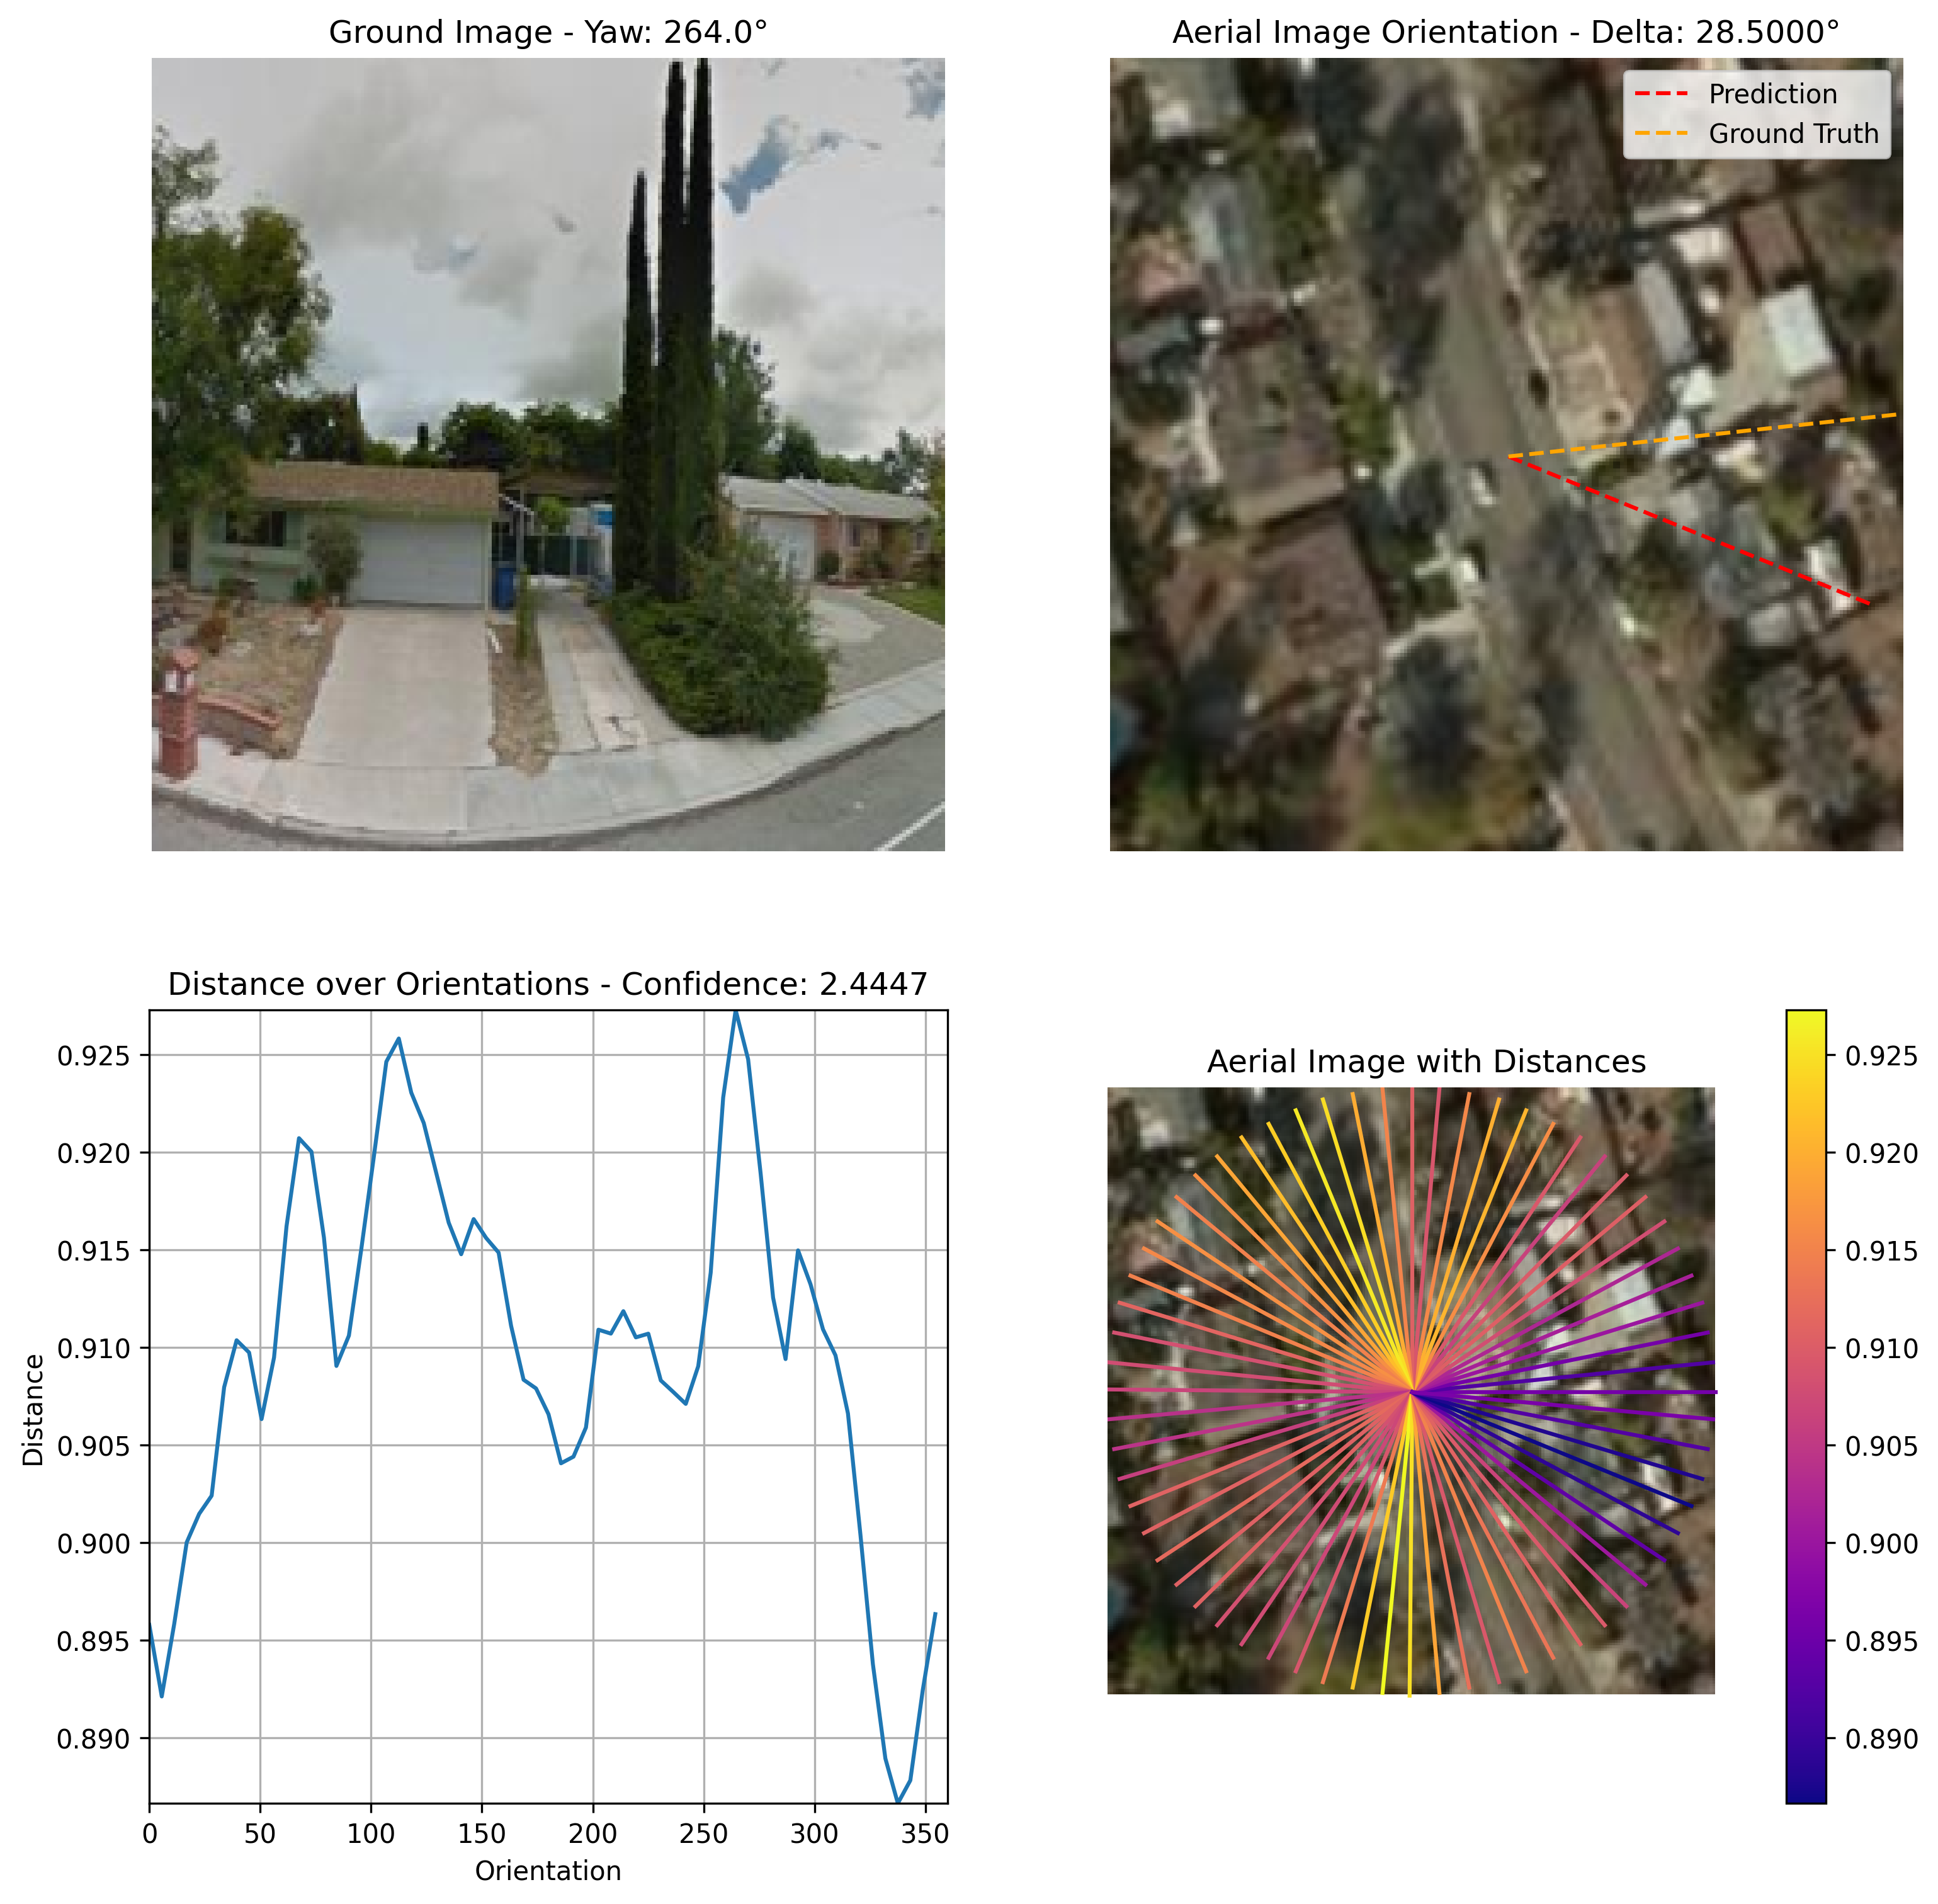 Ground Image - Yaw: 264.0°
Aerial Image Orientation - Delta: 28.5000°
Prediction
Ground Truth
Distance over Orientations - Confidence: 2.4447
0.925
0.920
0.915
0.910
0.905
0.900
0.895
0.890
Distance
0 50 100 150 200 250 300 350
Orientation
Aerial Image with Distances
0.925
0.920
0.915
0.910
0.905
0.900
0.895
0.890